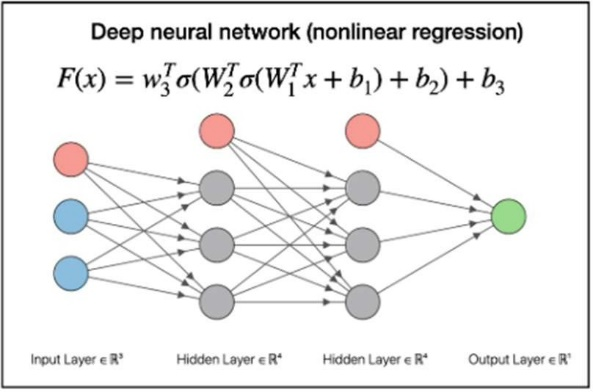 Deep neural network (nonlinear regression)
F(x) = w₃ᵀσ(W₂ᵀσ(W₁ᵀx + b₁) + b₂) + b₃
Input Layer ∈ ℝ³ Hidden Layer ∈ ℝ⁴ Hidden Layer ∈ ℝ⁴ Output Layer ∈ ℝ¹